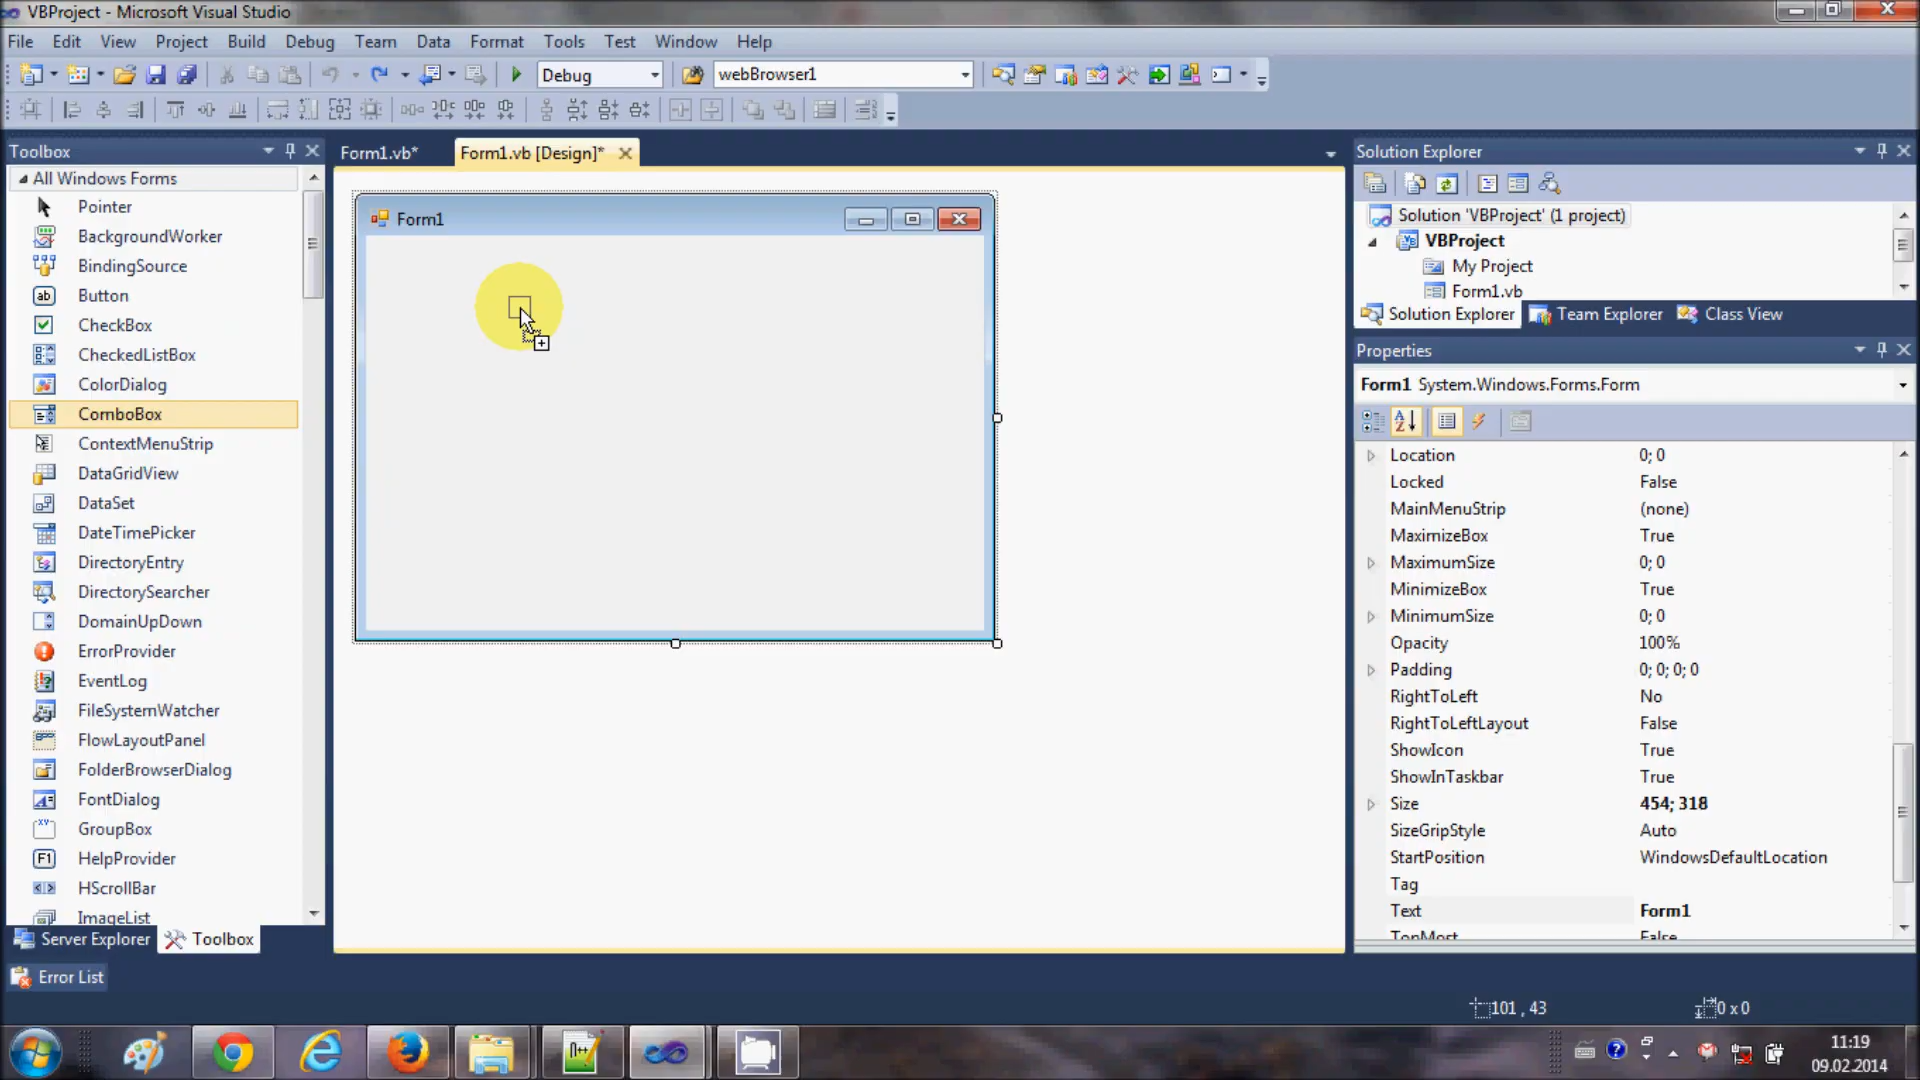 VBProject - Microsoft Visual Studio
File Edit View Project Build Debug Team Data Format Tools Test Window Help
Debug webBrowser1
Toolbox
All Windows Forms
Pointer
BackgroundWorker
BindingSource
Button
CheckBox
CheckedListBox
ColorDialog
ComboBox
ContextMenuStrip
DataGridView
DataSet
DateTimePicker
DirectoryEntry
DirectorySearcher
DomainUpDown
ErrorProvider
EventLog
FileSystemWatcher
FlowLayoutPanel
FolderBrowserDialog
FontDialog
GroupBox
HelpProvider
HScrollBar
ImageList
Server Explorer Toolbox
Error List
Form1.vb* Form1.vb [Design]*
Form1
Solution Explorer
Solution 'VBProject' (1 project)
VBProject
My Project
Form1.vb
Solution Explorer Team Explorer Class View
Properties
Form1 System.Windows.Forms.Form
Location 0; 0
Locked False
MainMenuStrip (none)
MaximizeBox True
MaximumSize 0; 0
MinimizeBox True
MinimumSize 0; 0
Opacity 100%
Padding 0; 0; 0; 0
RightToLeft No
RightToLeftLayout False
ShowIcon True
ShowInTaskbar True
Size 454; 318
SizeGripStyle Auto
StartPosition WindowsDefaultLocation
Tag
Text Form1
TopMost False
101 , 43 0 x 0
11:19
09.02.2014